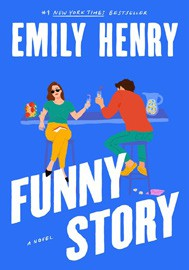 #1 NEW YORK TIMES BESTSELLER
EMILY HENRY
FUNNY
A NOVEL
STORY